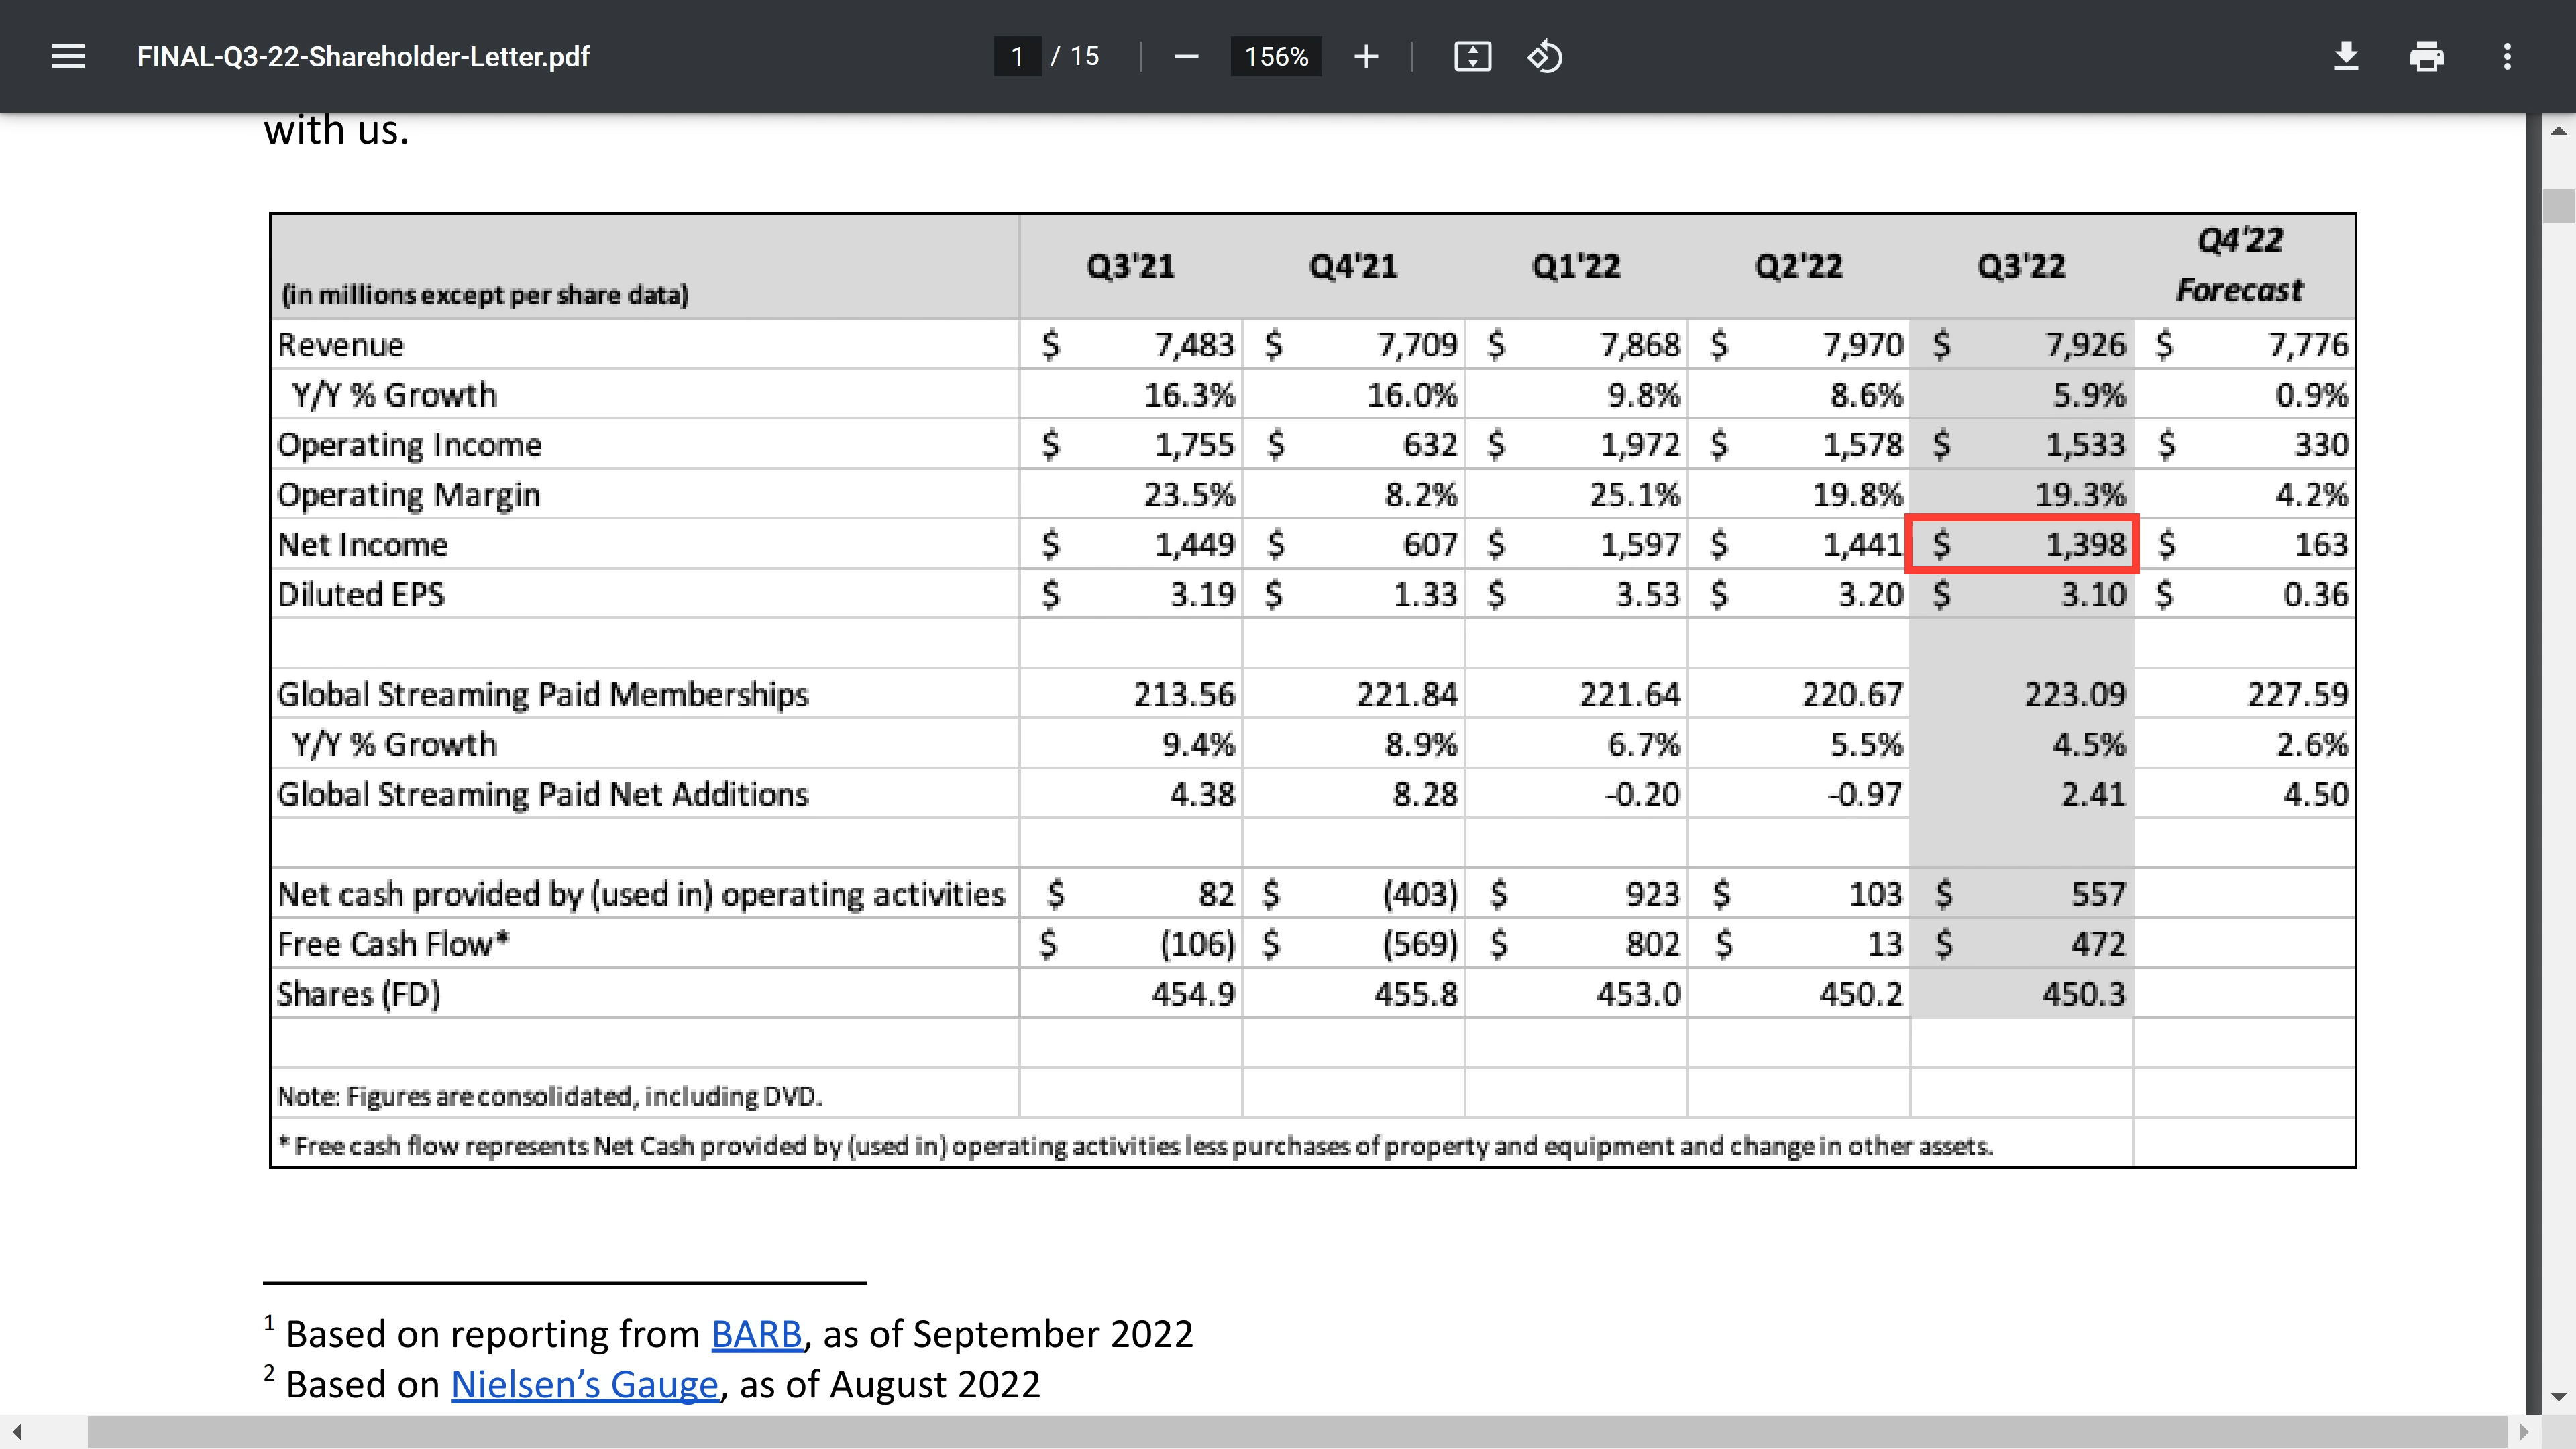 FINAL-Q3-22-Shareholder-Letter.pdf 1 / 15 156%
with us.
(in millions except per share data) Q3'21 Q4'21 Q1'22 Q2'22 Q3'22 Q4'22 Forecast
Revenue $ 7,483 $ 7,709 $ 7,868 $ 7,970 $ 7,926 $ 7,776
Y/Y % Growth 16.3% 16.0% 9.8% 8.6% 5.9% 0.9%
Operating Income $ 1,755 $ 632 $ 1,972 $ 1,578 $ 1,533 $ 330
Operating Margin 23.5% 8.2% 25.1% 19.8% 19.3% 4.2%
Net Income $ 1,449 $ 607 $ 1,597 $ 1,441 $ 1,398 $ 163
Diluted EPS $ 3.19 $ 1.33 $ 3.53 $ 3.20 $ 3.10 $ 0.36
Global Streaming Paid Memberships 213.56 221.84 221.64 220.67 223.09 227.59
Y/Y % Growth 9.4% 8.9% 6.7% 5.5% 4.5% 2.6%
Global Streaming Paid Net Additions 4.38 8.28 -0.20 -0.97 2.41 4.50
Net cash provided by (used in) operating activities $ 82 $ (403) $ 923 $ 103 $ 557
Free Cash Flow* $ (106) $ (569) $ 802 $ 13 $ 472
Shares (FD) 454.9 455.8 453.0 450.2 450.3
Note: Figures are consolidated, including DVD.
* Free cash flow represents Net Cash provided by (used in) operating activities less purchases of property and equipment and change in other assets.
1 Based on reporting from BARB, as of September 2022
2 Based on Nielsen’s Gauge, as of August 2022